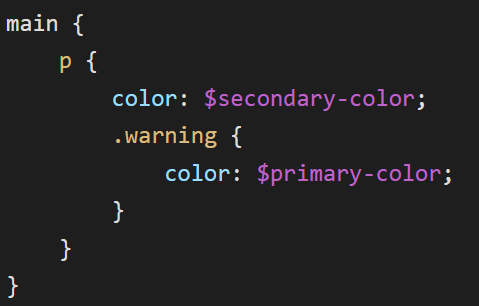 main {
    p {
        color: $secondary-color;
        .warning {
            color: $primary-color;
        }
    }
}